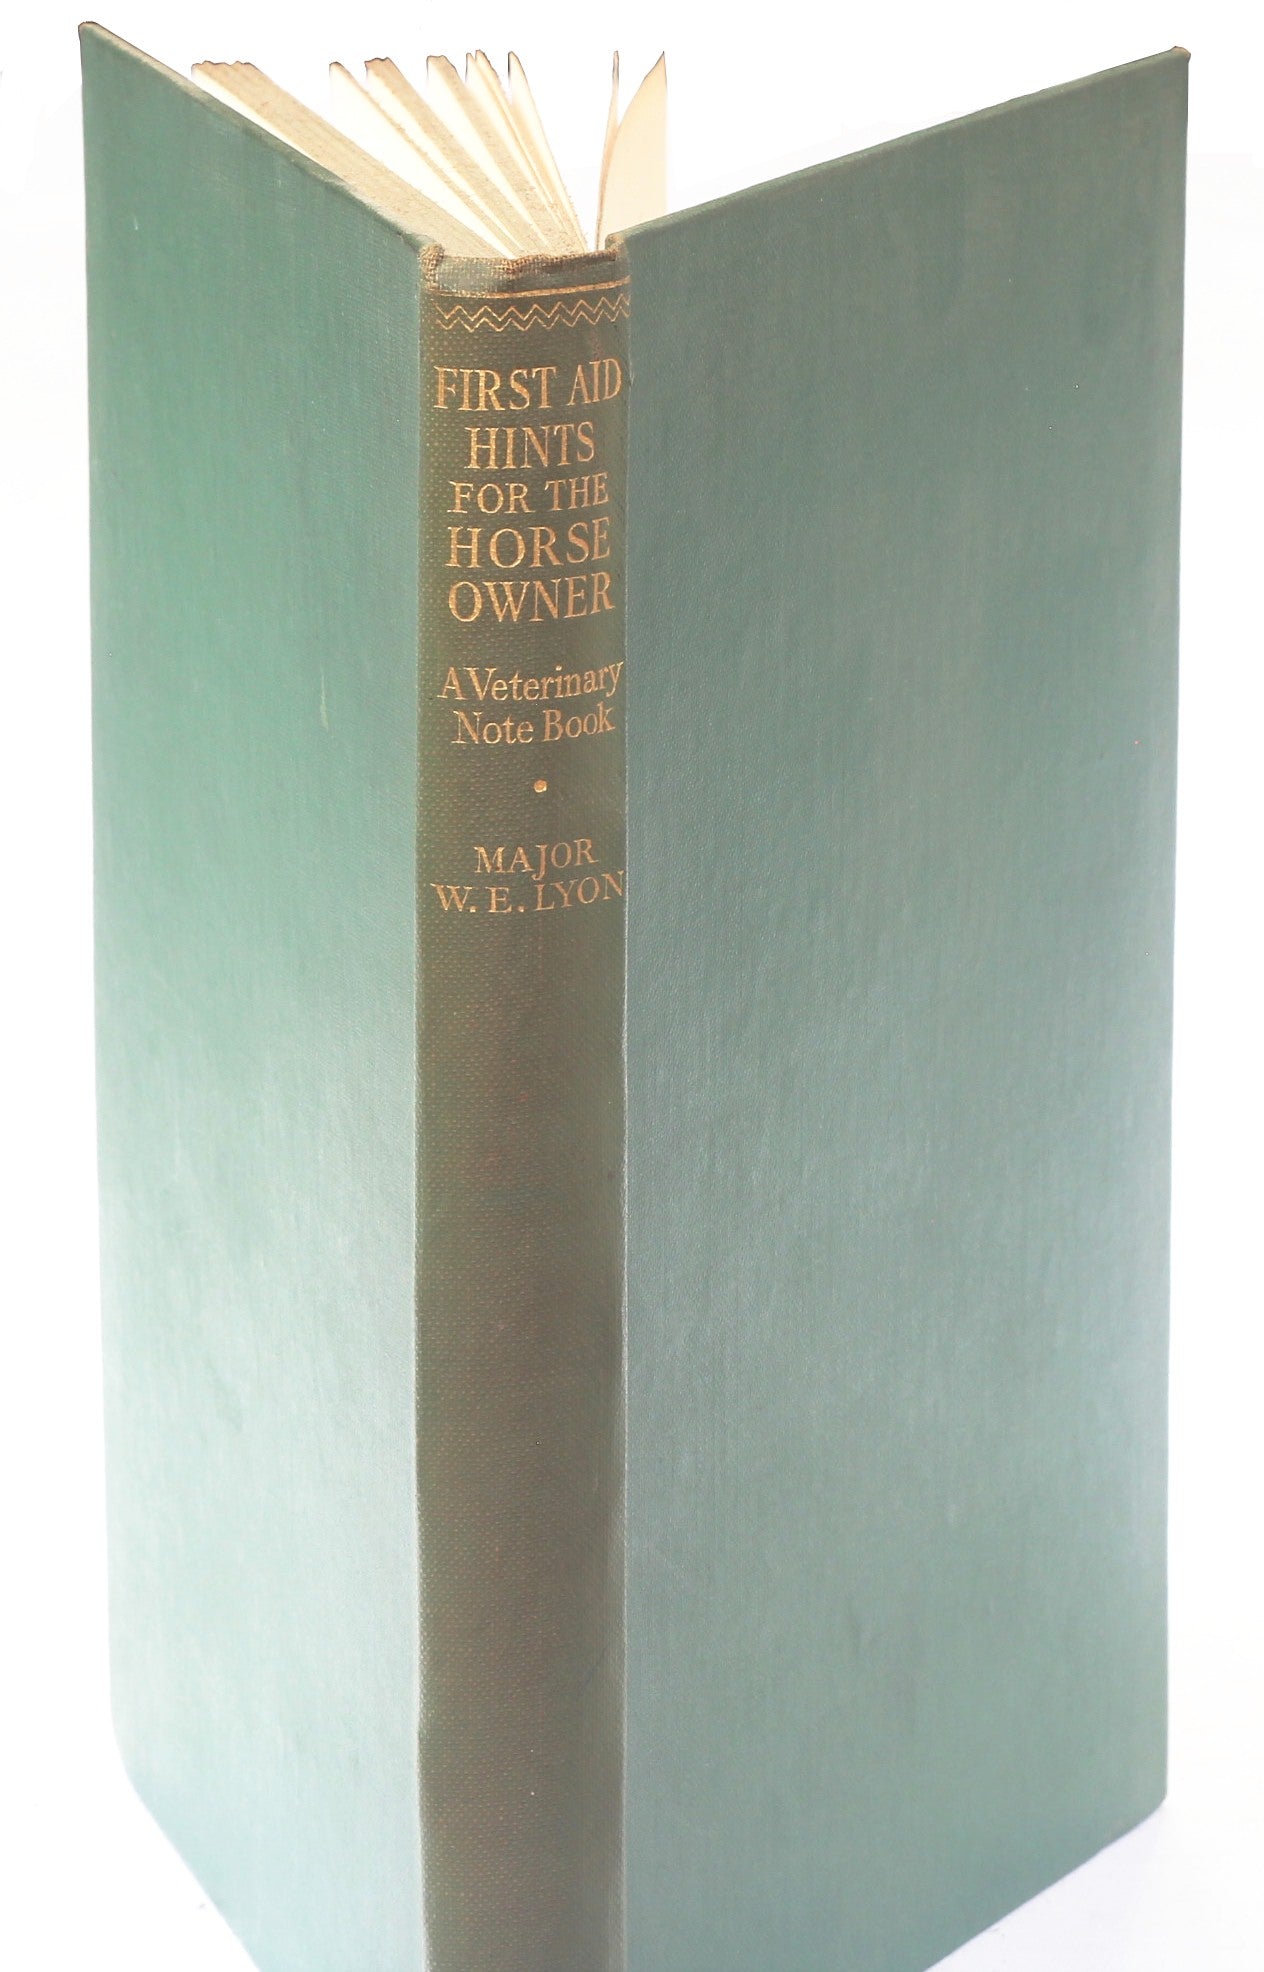 FIRST AID
HINTS
FOR THE
HORSE
OWNER
A Veterinary
Note Book
MAJOR
W. E. LYON